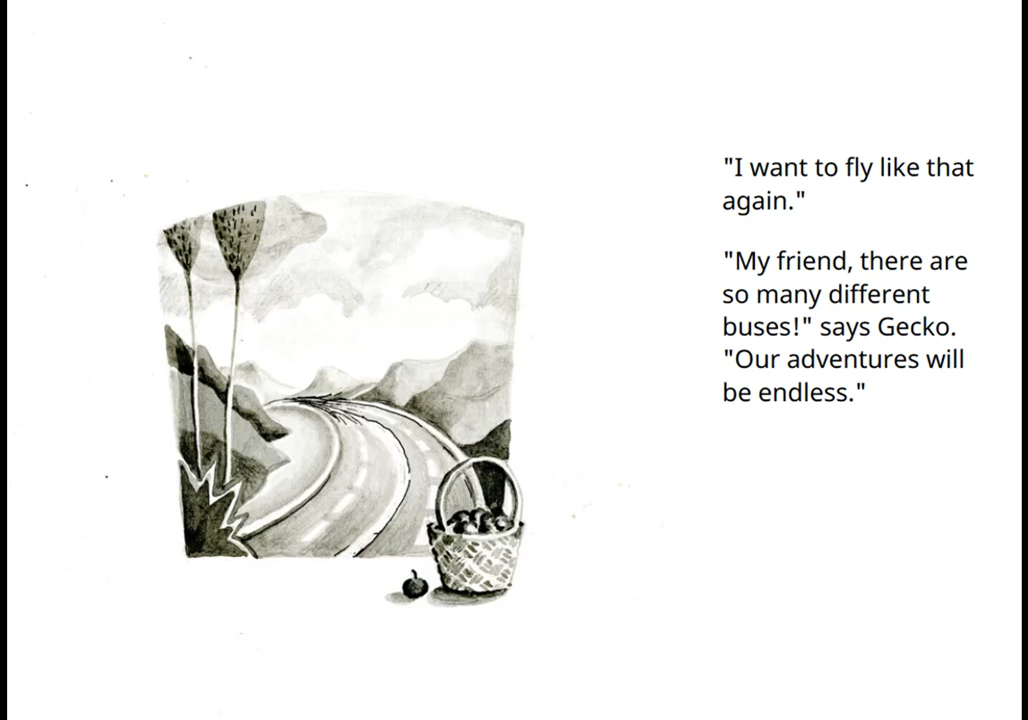 "I want to fly like that
again."
"My friend, there are
so many different
buses!" says Gecko.
"Our adventures will
be endless."